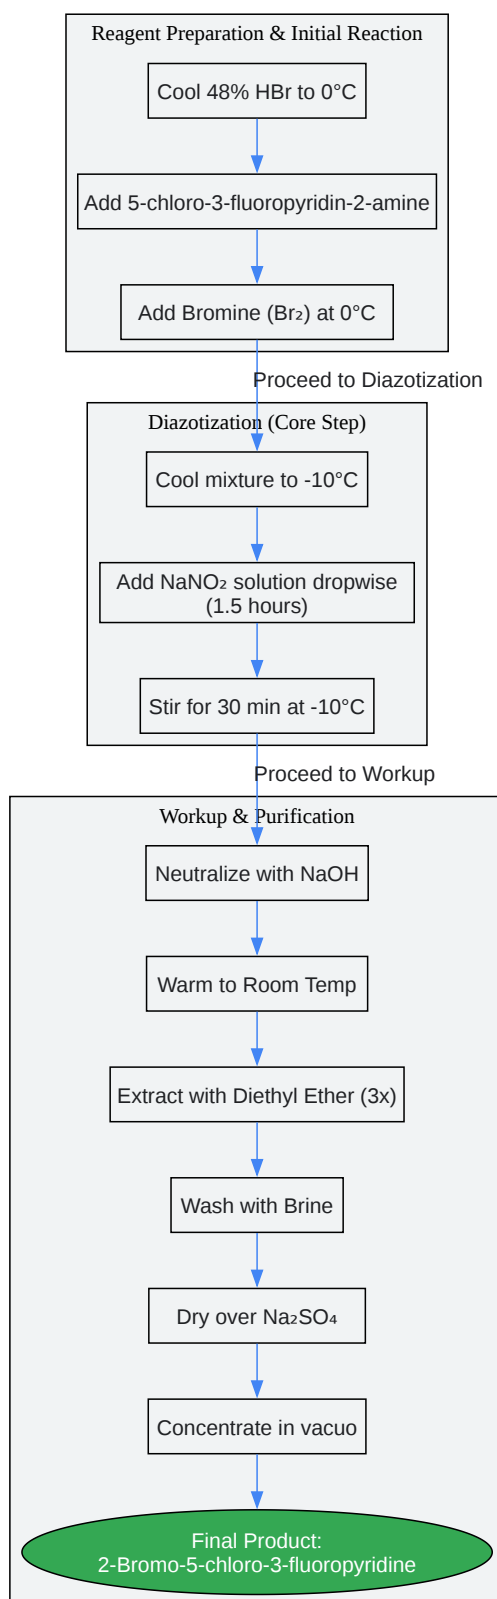 Reagent Preparation & Initial Reaction
Cool 48% HBr to 0°C
Add 5-chloro-3-fluoropyridin-2-amine
Add Bromine (Br₂) at 0°C
Proceed to Diazotization
Diazotization (Core Step)
Cool mixture to -10°C
Add NaNO₂ solution dropwise
(1.5 hours)
Stir for 30 min at -10°C
Proceed to Workup
Workup & Purification
Neutralize with NaOH
Warm to Room Temp
Extract with Diethyl Ether (3x)
Wash with Brine
Dry over Na₂SO₄
Concentrate in vacuo
Final Product:
2-Bromo-5-chloro-3-fluoropyridine